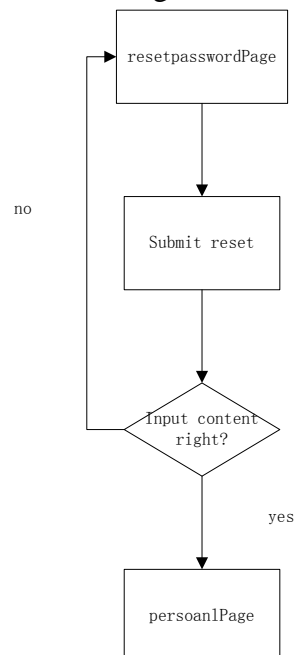 resetpasswordPage
no
Submit reset
Input content
right?
yes
persoanlPage